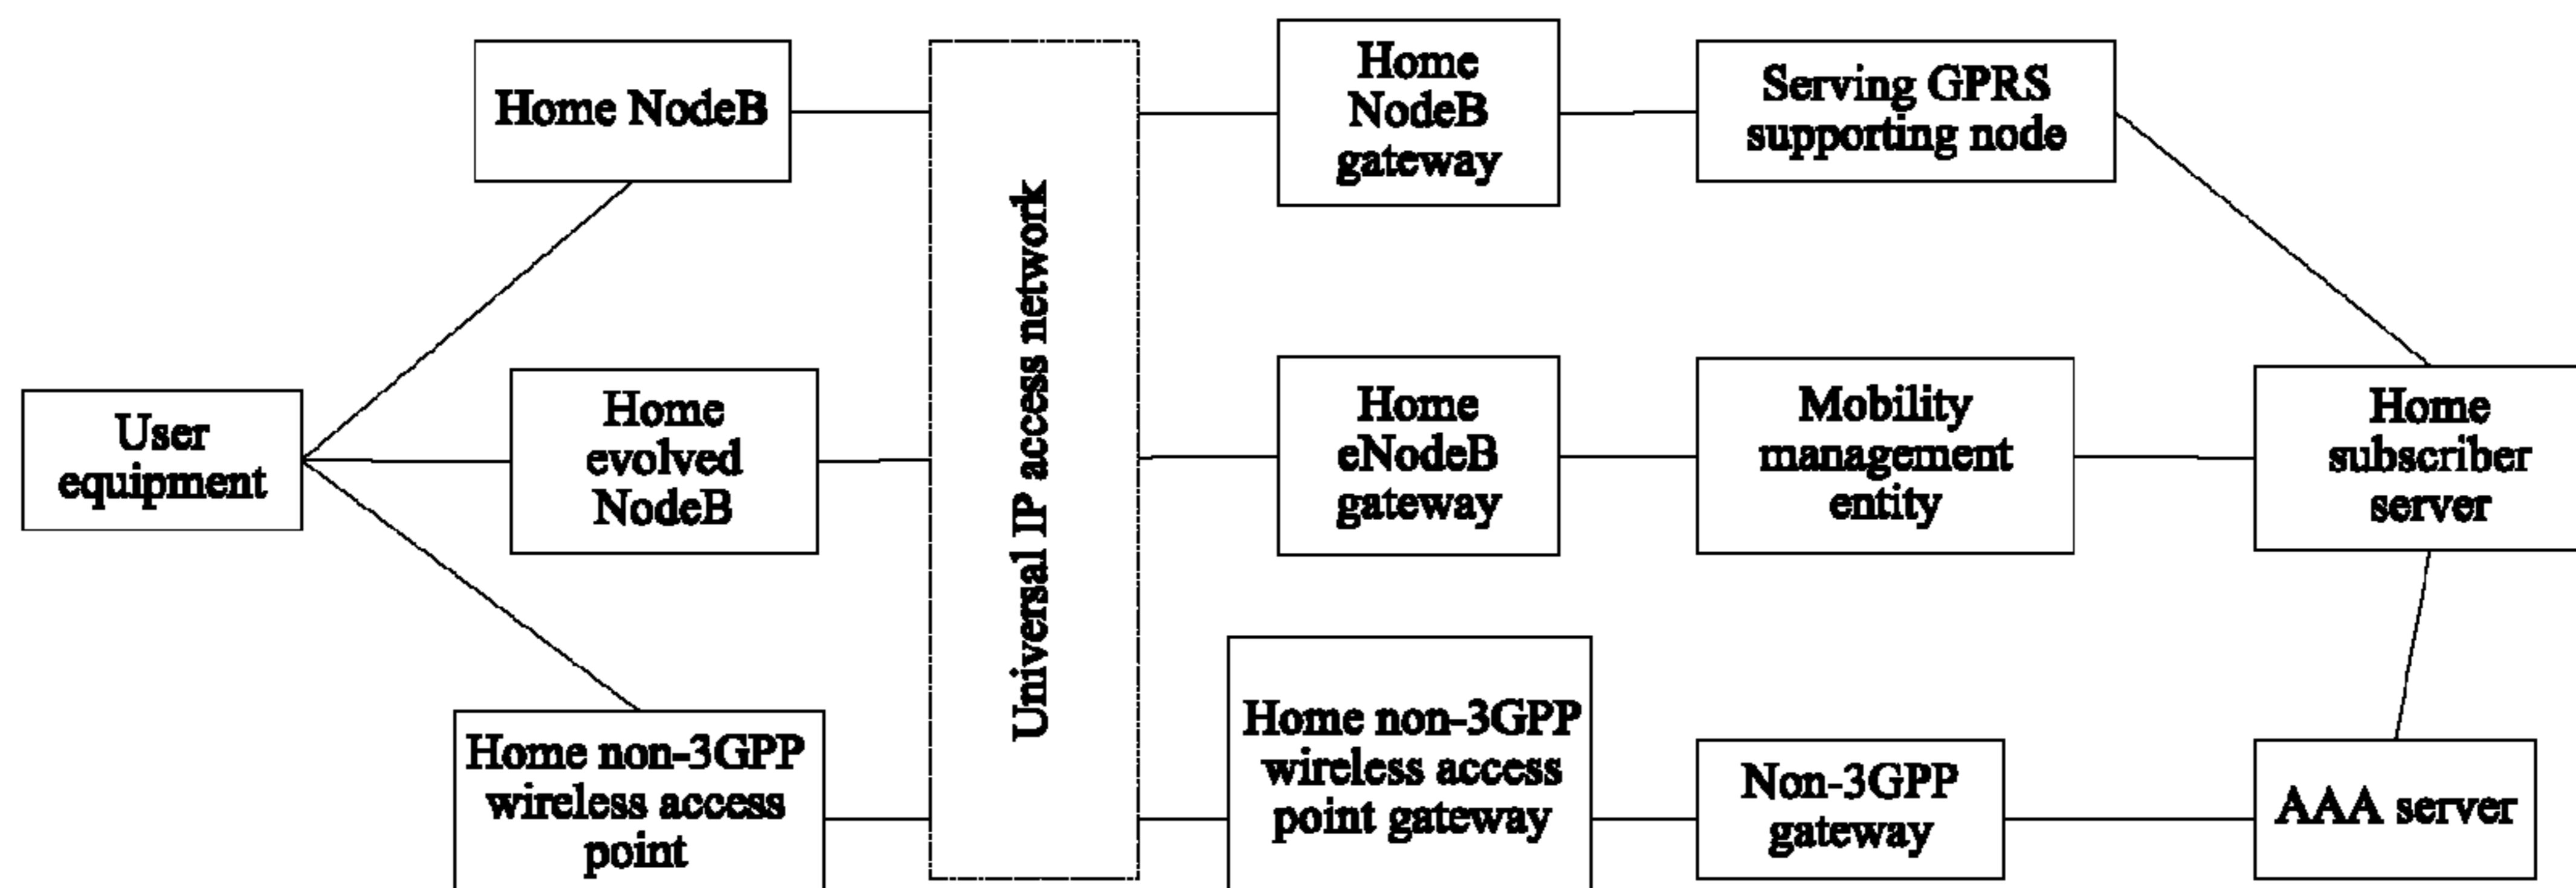 Home NodeB
Universal IP access network
Home
NodeB
gateway
Serving GPRS
supporting node
User
equipment
Home
evolved
NodeB
Home
eNodeB
gateway
Mobility
management
entity
Home
subscriber
server
Home non-3GPP
wireless access
point
Home non-3GPP
wireless access
point gateway
Non-3GPP
gateway
AAA server